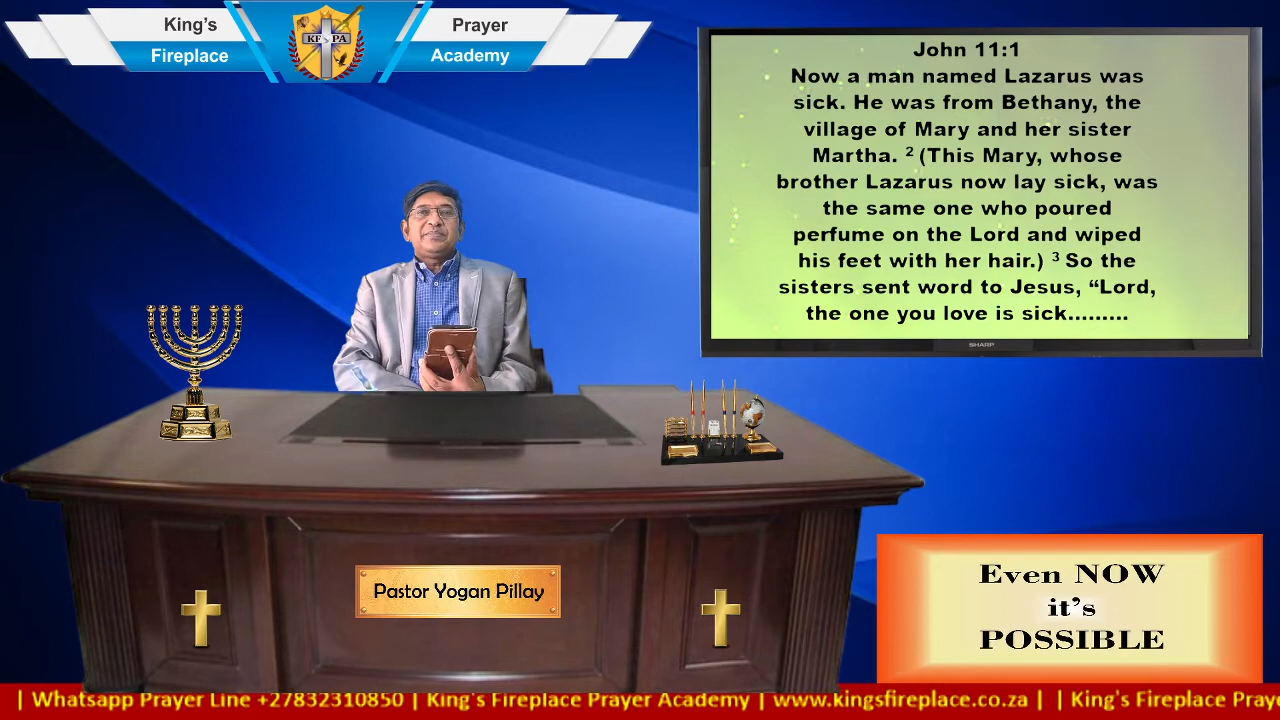 King's
Fireplace
KF PA
Prayer
Academy
John 11:1
Now a man named Lazarus was
sick. He was from Bethany, the
village of Mary and her sister
Martha. ² (This Mary, whose
brother Lazarus now lay sick, was
the same one who poured
perfume on the Lord and wiped
his feet with her hair.) ³ So the
sisters sent word to Jesus, “Lord,
the one you love is sick.........
SHARP
Pastor Yogan Pillay
Even NOW
it's
POSSIBLE
| Whatsapp Prayer Line +27832310850 | King's Fireplace Prayer Academy | www.kingsfireplace.co.za | | King's Fireplace Praye